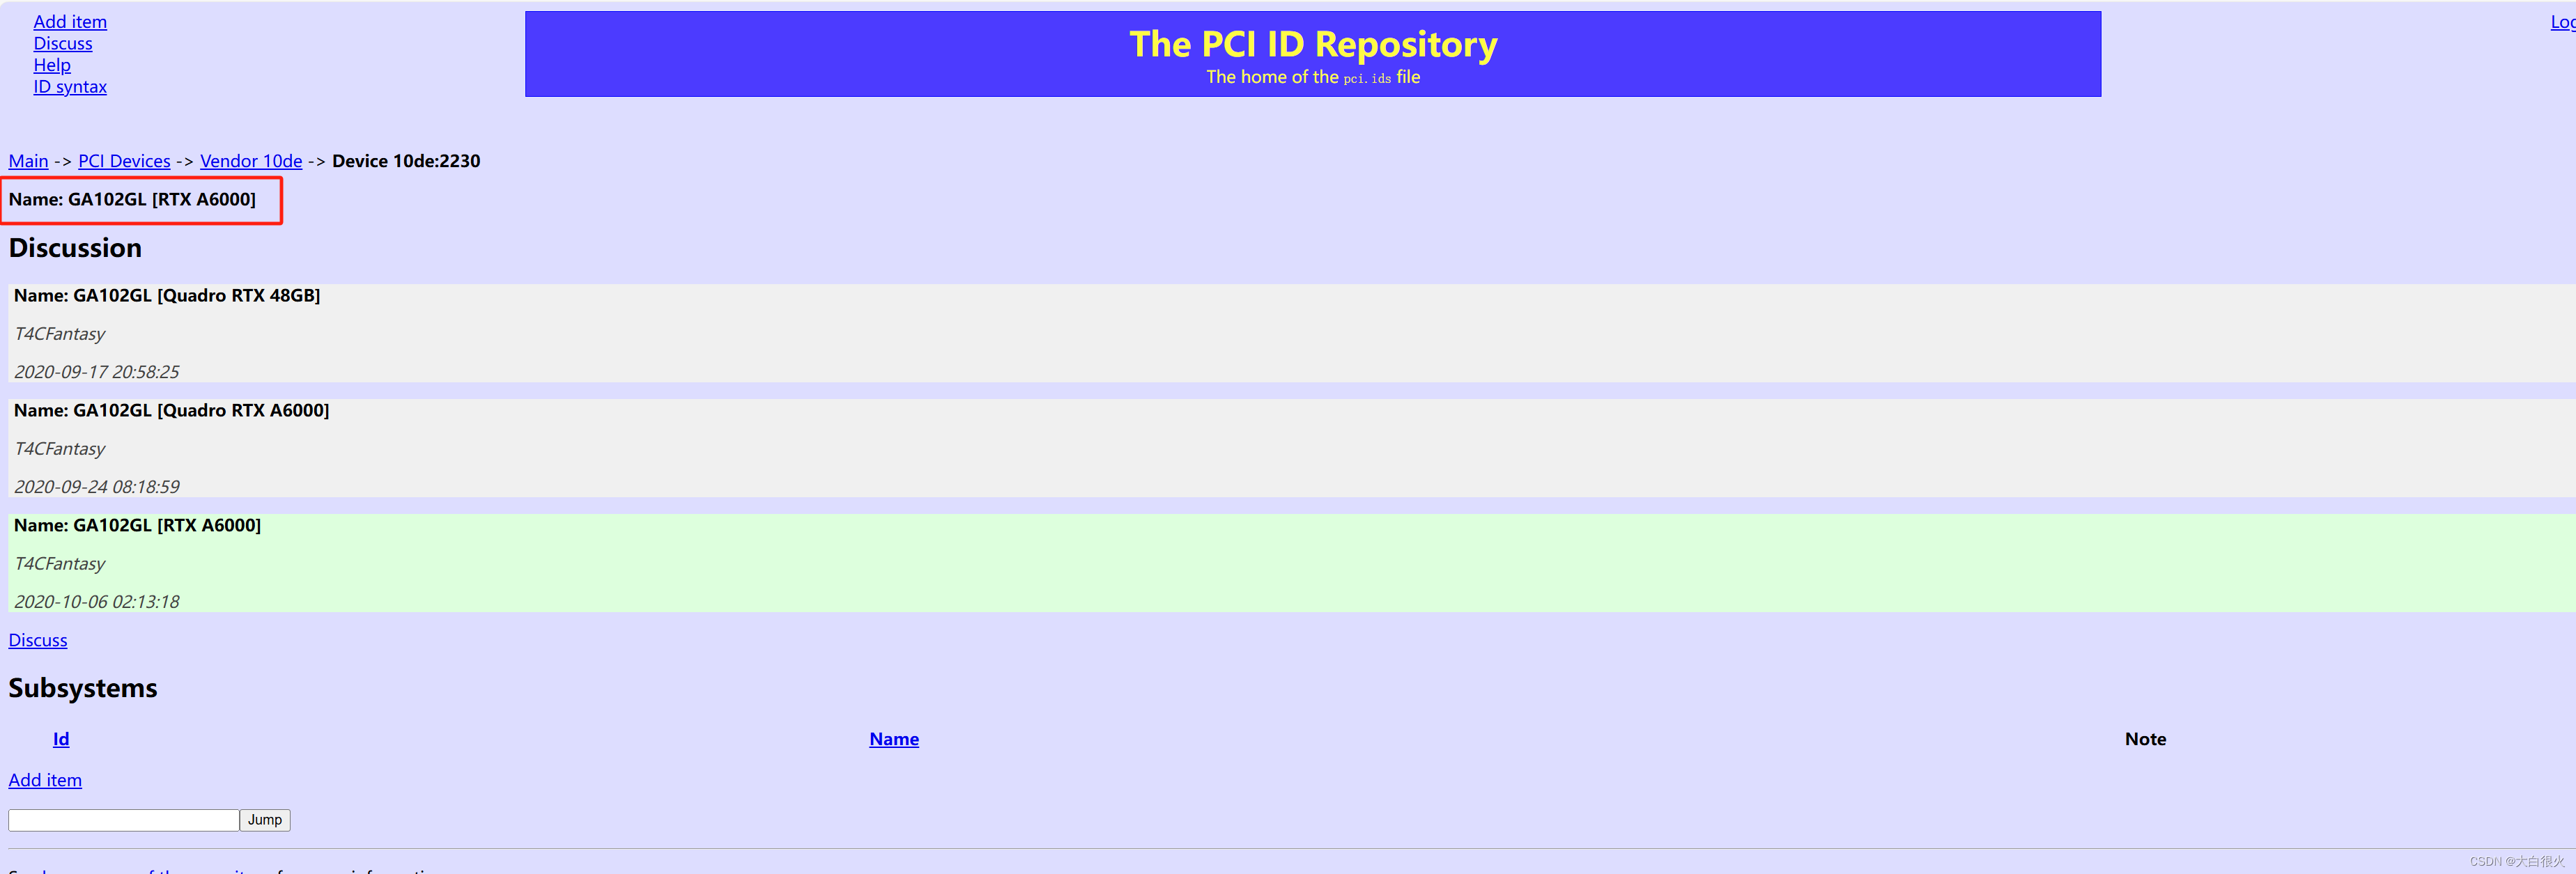 Add item
Discuss
Help
ID syntax
The PCI ID Repository
The home of the pci.ids file
Main -> PCI Devices -> Vendor 10de -> Device 10de:2230
Name: GA102GL [RTX A6000]
Discussion
Name: GA102GL [Quadro RTX 48GB]
T4CFantasy
2020-09-17 20:58:25
Name: GA102GL [Quadro RTX A6000]
T4CFantasy
2020-09-24 08:18:59
Name: GA102GL [RTX A6000]
T4CFantasy
2020-10-06 02:13:18
Discuss
Subsystems
Id Name Note
Add item
Jump
CSDN @大白很火